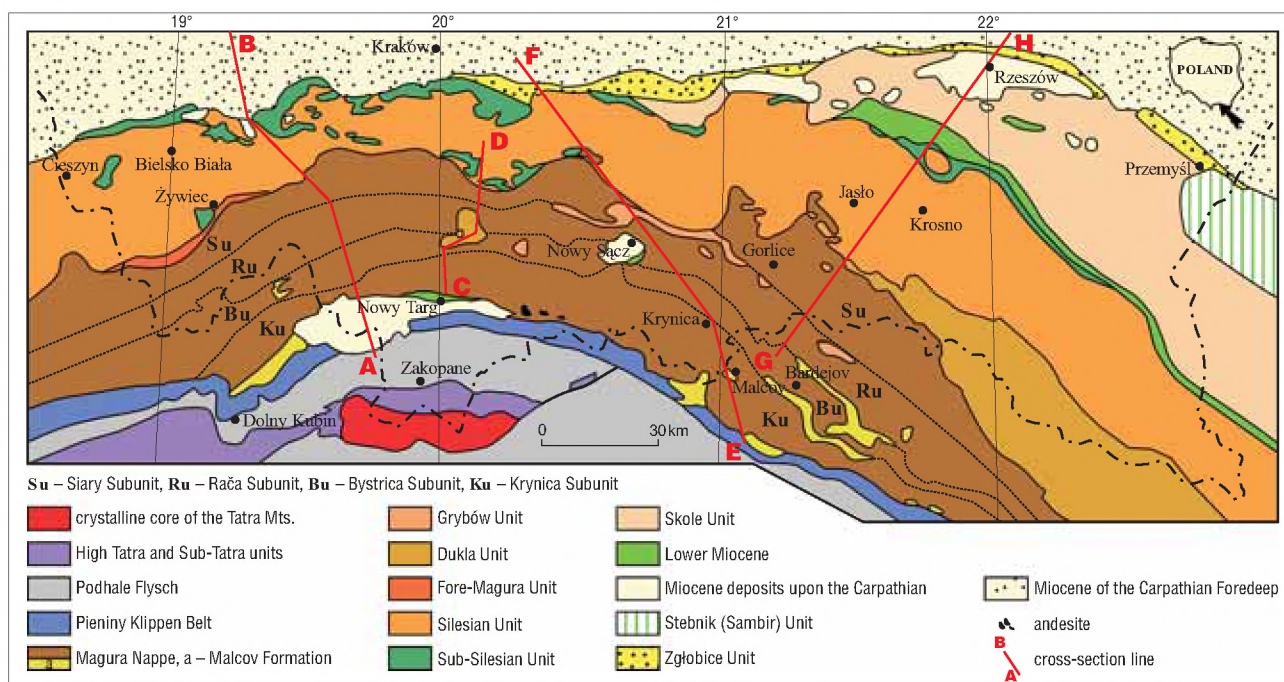 19° 20° 21° 22°
B
F
H
Kraków
Rzeszów
POLAND
D
Cieszyn
Bielsko Biała
Przemyśl
Żywiec
Jasło
Krosno
Su
Nowy Sącz
Gorlice
Ru
Bu
Ku
C
Nowy Targ
Krynica
Su
A
Zakopane
G
Malcov
Bardejov
Ru
Bu
Ku
Dolny Kubin
0 30 km
E
Su – Siary Subunit, Ru – Rača Subunit, Bu – Bystrica Subunit, Ku – Krynica Subunit
crystalline core of the Tatra Mts.
High Tatra and Sub-Tatra units
Podhale Flysch
Pieniny Klippen Belt
Magura Nappe, a – Malcov Formation
Grybów Unit
Dukla Unit
Fore-Magura Unit
Silesian Unit
Sub-Silesian Unit
Skole Unit
Lower Miocene
Miocene deposits upon the Carpathian
Stebnik (Sambir) Unit
Zgłobice Unit
Miocene of the Carpathian Foredeep
andesite
B
A
cross-section line